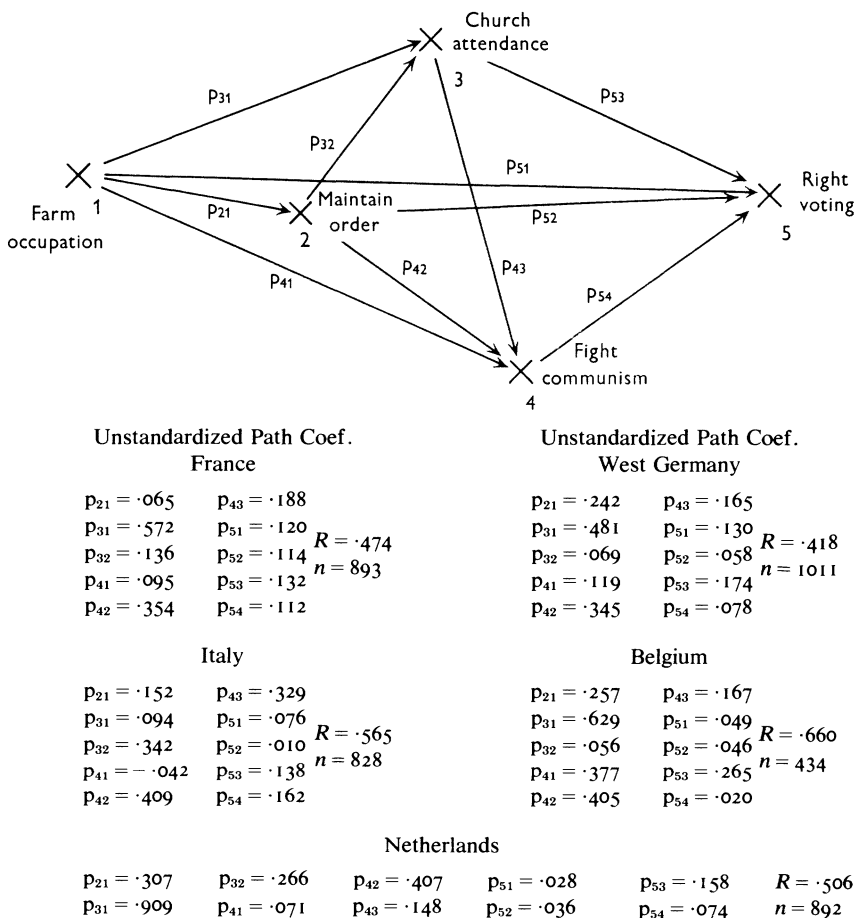 Church
attendance
3
P31
P53
P32
P51
Farm
occupation
1
P21
Maintain
order
2
P52
Right
voting
5
P41
P42
P43
P54
Fight
communism
4
Unstandardized Path Coef.
France
p21 = ·065 p43 = ·188
p31 = ·572 p51 = ·120
p32 = ·136 p52 = ·114
p41 = ·095 p53 = ·132
p42 = ·354 p54 = ·112
R = ·474
n = 893
Unstandardized Path Coef.
West Germany
p21 = ·242 p43 = ·165
p31 = ·481 p51 = ·130
p32 = ·069 p52 = ·058
p41 = ·119 p53 = ·174
p42 = ·345 p54 = ·078
R = ·418
n = 1011
Italy
p21 = ·152 p43 = ·329
p31 = ·094 p51 = ·076
p32 = ·342 p52 = ·010
p41 = − ·042 p53 = ·138
p42 = ·409 p54 = ·162
R = ·565
n = 828
Belgium
p21 = ·257 p43 = ·167
p31 = ·629 p51 = ·049
p32 = ·056 p52 = ·046
p41 = ·377 p53 = ·265
p42 = ·405 p54 = ·020
R = ·660
n = 434
Netherlands
p21 = ·307 p32 = ·266 p42 = ·407 p51 = ·028 p53 = ·158 R = ·506
p31 = ·909 p41 = ·071 p43 = ·148 p52 = ·036 p54 = ·074 n = 892